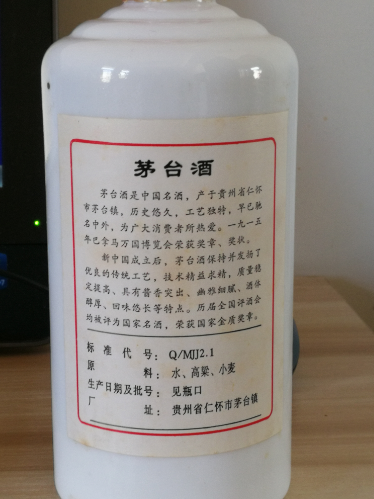 茅台酒
茅台酒是中国名酒，产于贵州省仁怀
市茅台镇，历史悠久，工艺独特，早已驰
名中外，为广大消费者所热爱。一九一五
年巴拿马万国博览会荣获奖章、奖状。
新中国成立后，茅台酒保持并发扬了
优良的传统工艺，技术精益求精，质量稳
定提高、具有酱香突出、幽雅细腻、酒体
醇厚、回味悠长等特点。历届全国评酒会
均被评为国家名酒，荣获国家金质奖章。
标准代号：Q/MJJ2.1
原料：水、高粱、小麦
生产日期及批号：见瓶口
厂址：贵州省仁怀市茅台镇